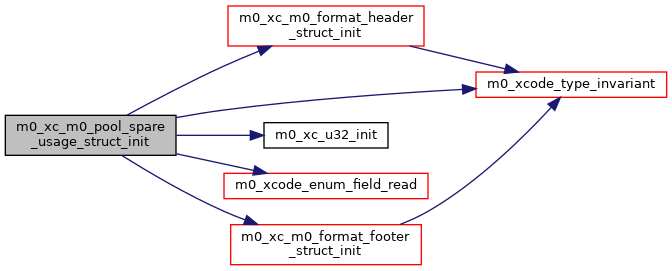 m0_xc_m0_format_header
_struct_init
m0_xcode_type_invariant
m0_xc_m0_pool_spare
_usage_struct_init
m0_xc_u32_init
m0_xcode_enum_field_read
m0_xc_m0_format_footer
_struct_init